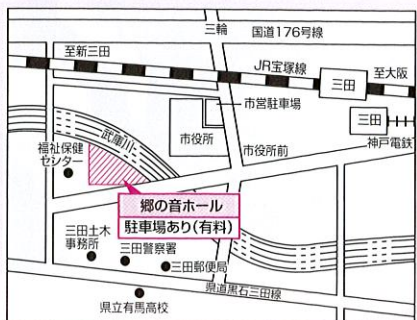 三輪
国道176号線
至新三田
JR宝塚線
三田
至大阪
市営駐車場
三田
神戸電鉄
市役所
市役所前
武庫川
福祉保健
センター
郷の音ホール
駐車場あり(有料)
三田土木
事務所
三田警察署
三田郵便局
県道黒石三田線
県立有馬高校